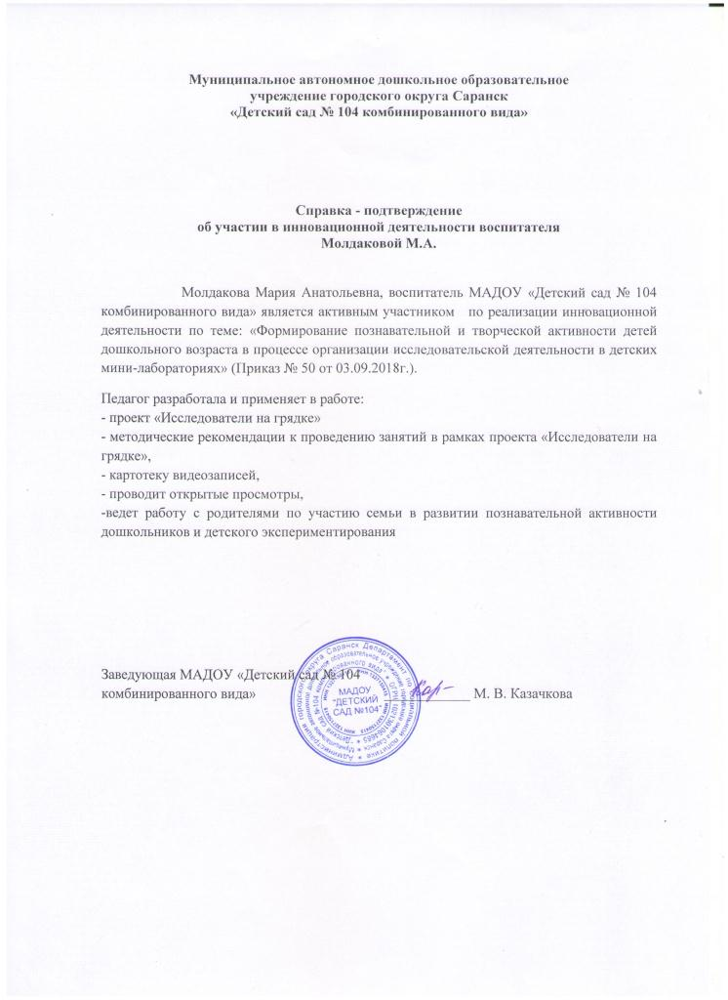 Муниципальное автономное дошкольное образовательное
учреждение городского округа Саранск
«Детский сад № 104 комбинированного вида»
Справка - подтверждение
об участии в инновационной деятельности воспитателя
Молдаковой М.А.
Молдакова Мария Анатольевна, воспитатель МАДОУ «Детский сад № 104
комбинированного вида» является активным участником по реализации инновационной
деятельности по теме: «Формирование познавательной и творческой активности детей
дошкольного возраста в процессе организации исследовательской деятельности в детских
мини-лабораториях» (Приказ № 50 от 03.09.2018г.).
Педагог разработала и применяет в работе:
- проект «Исследователи на грядке»
- методические рекомендации к проведению занятий в рамках проекта «Исследователи на
грядке»,
- картотеку видеозаписей,
- проводит открытые просмотры,
-ведет работу с родителями по участию семьи в развитии познавательной активности
дошкольников и детского экспериментирования
Заведующая МАДОУ «Детский сад № 104
комбинированного вида» М. В. Казачкова
МАДОУ
"ДЕТСКИЙ
САД №104"